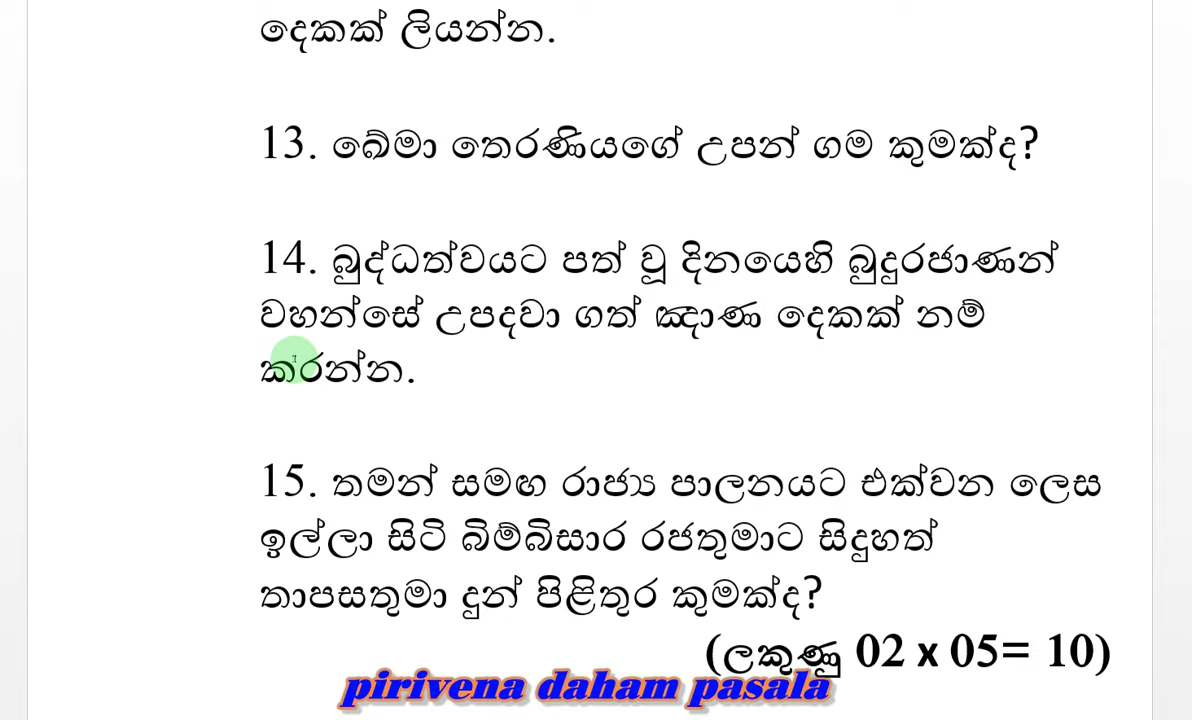 දෙකක් ලියන්න.
13. ඛේමා තෙරණියගේ උපන් ගම කුමක්ද?
14. බුද්ධත්වයට පත් වූ දිනයෙහි බුදුරජාණන්
වහන්සේ උපදවා ගත් ඤාණ දෙකක් නම්
කරන්න.
15. තමන් සමඟ රාජ්‍ය පාලනයට එක්වන ලෙස
ඉල්ලා සිටි බිම්බිසාර රජතුමාට සිදුහත්
තාපසතුමා දුන් පිළිතුර කුමක්ද?
(ලකුණු 02 x 05= 10)
pirivena daham pasala